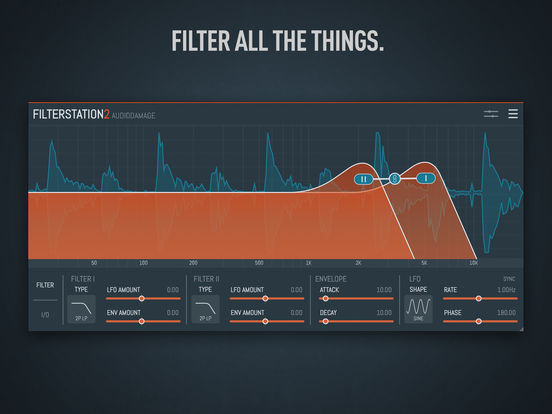 FILTER ALL THE THINGS.
FILTERSTATION2 AUDIODAMAGE
II 8 I
50 100 200 500 1K 2K 5K 10K
FILTER
I/O
FILTER I
TYPE
2P LP
LFO AMOUNT 0.00
ENV AMOUNT 0.00
FILTER II
TYPE
2P LP
LFO AMOUNT 0.00
ENV AMOUNT 0.00
ENVELOPE
ATTACK 10.00
DECAY 10.00
LFO SYNC
SHAPE
SINE
RATE 1.00Hz
PHASE 180.00